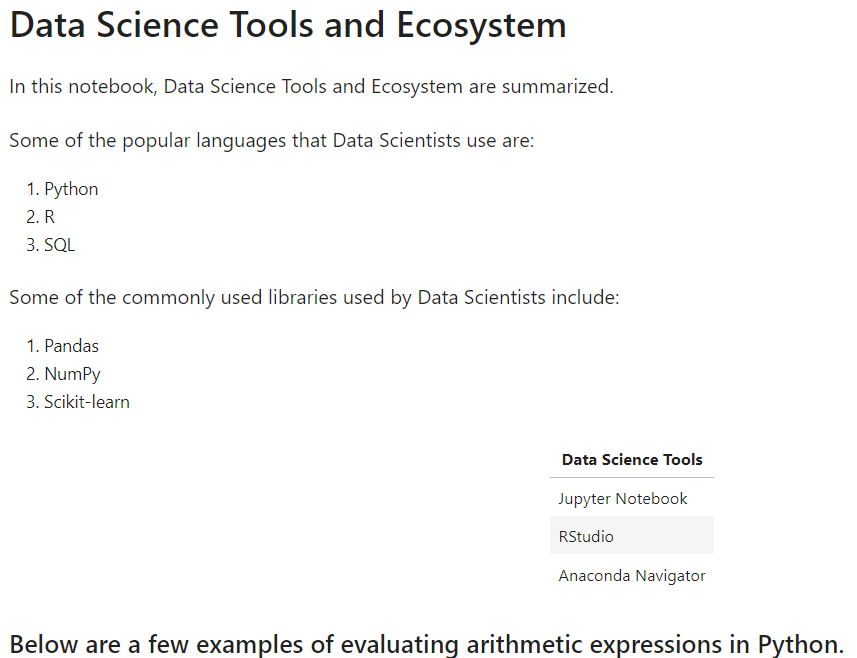 Data Science Tools and Ecosystem
In this notebook, Data Science Tools and Ecosystem are summarized.
Some of the popular languages that Data Scientists use are:
1. Python
2. R
3. SQL
Some of the commonly used libraries used by Data Scientists include:
1. Pandas
2. NumPy
3. Scikit-learn
Data Science Tools
Jupyter Notebook
RStudio
Anaconda Navigator
Below are a few examples of evaluating arithmetic expressions in Python.